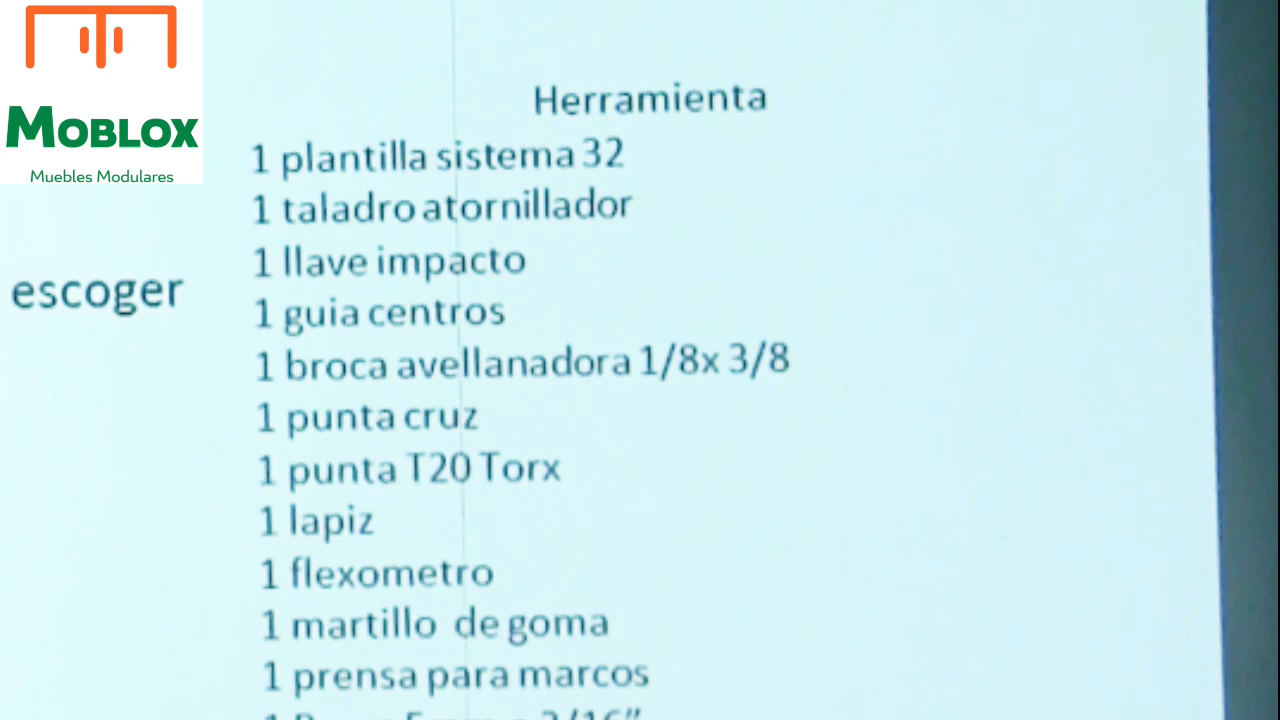 MOBLOX
Muebles Modulares
escoger
Herramienta
1 plantilla sistema 32
1 taladro atornillador
1 llave impacto
1 guia centros
1 broca avellanadora 1/8x 3/8
1 punta cruz
1 punta T20 Torx
1 lapiz
1 flexometro
1 martillo de goma
1 prensa para marcos